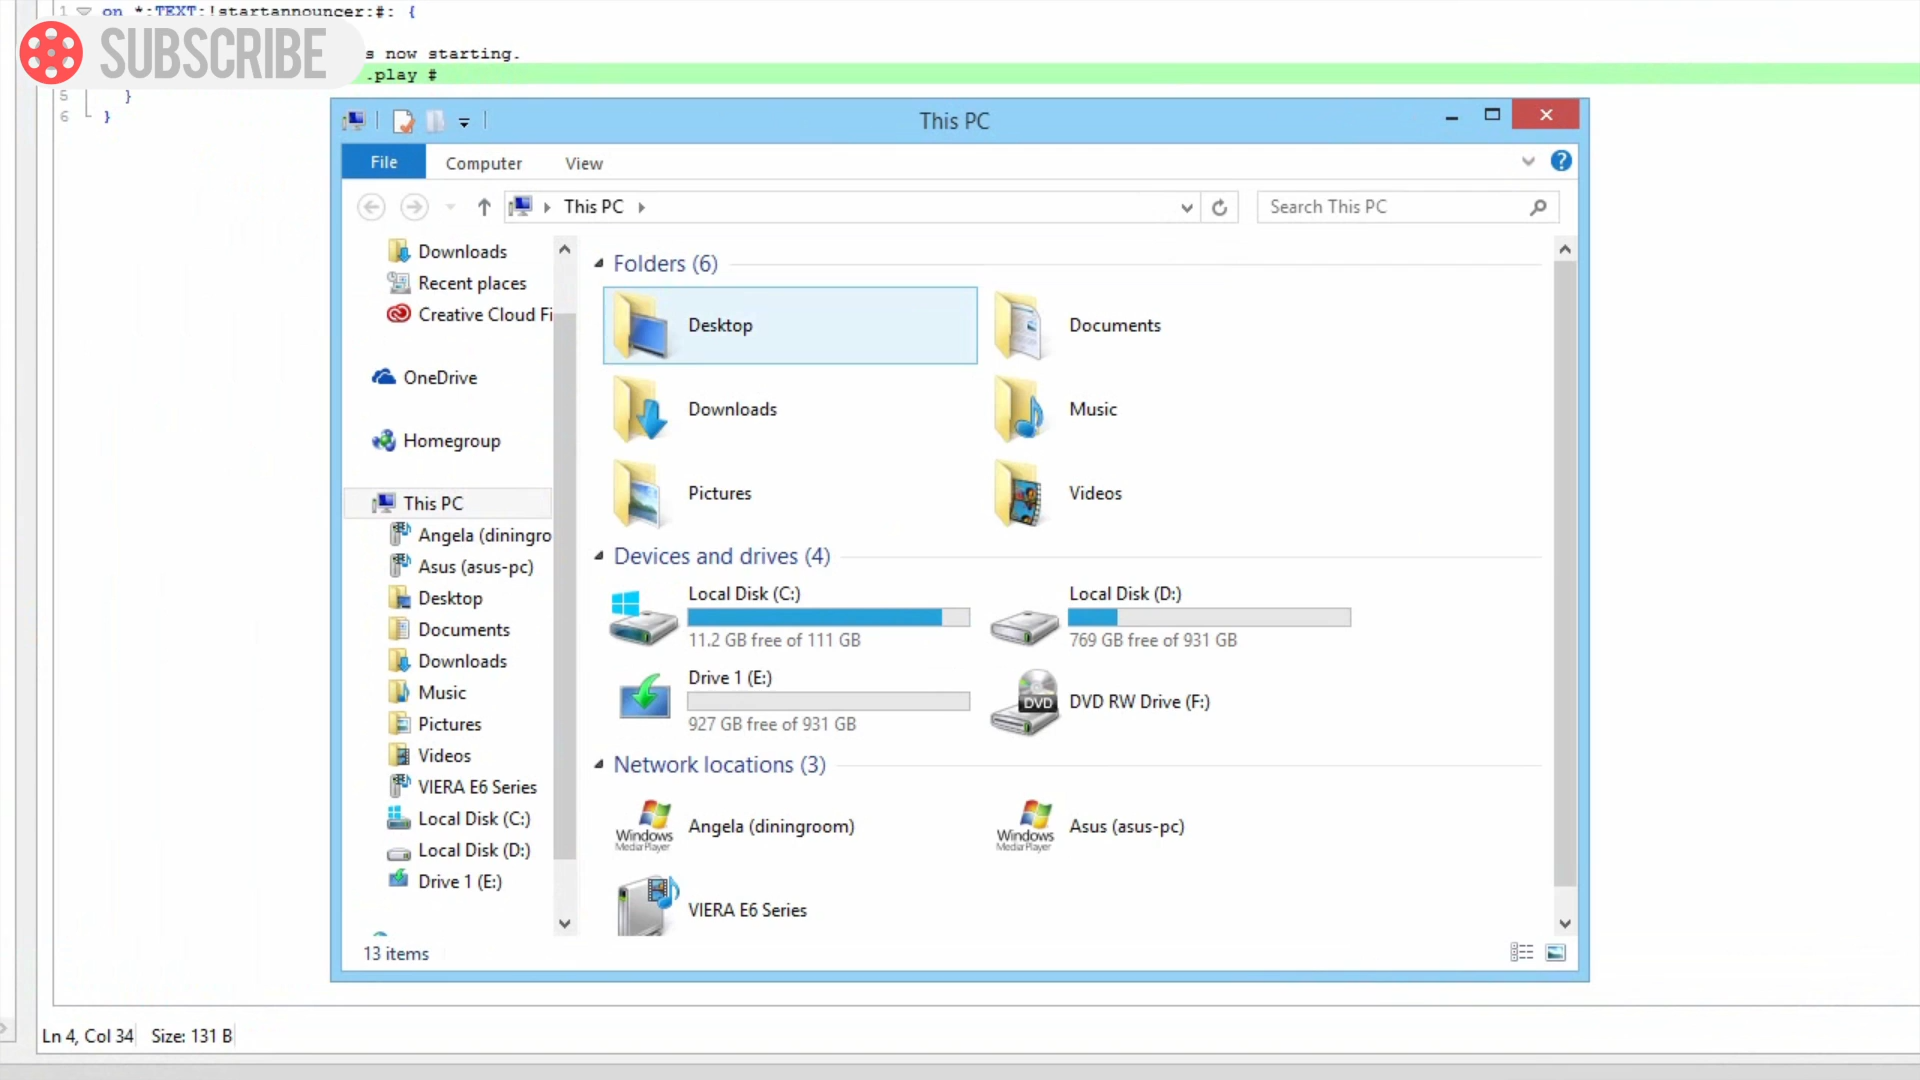 1 on *:TEXT:!startannouncer:#: {
SUBSCRIBE
s now starting.
.play #
5 }
6 }
This PC
File Computer View
This PC
Search This PC
Downloads
Recent places
Creative Cloud Fi
OneDrive
Homegroup
This PC
Angela (diningro
Asus (asus-pc)
Desktop
Documents
Downloads
Music
Pictures
Videos
VIERA E6 Series
Local Disk (C:)
Local Disk (D:)
Drive 1 (E:)
Folders (6)
Desktop
Documents
Downloads
Music
Pictures
Videos
Devices and drives (4)
Local Disk (C:)
11.2 GB free of 111 GB
Local Disk (D:)
769 GB free of 931 GB
Drive 1 (E:)
927 GB free of 931 GB
DVD
DVD RW Drive (F:)
Network locations (3)
Windows
Media Player
Angela (diningroom)
Windows
Media Player
Asus (asus-pc)
VIERA E6 Series
13 items
Ln 4, Col 34 Size: 131 B